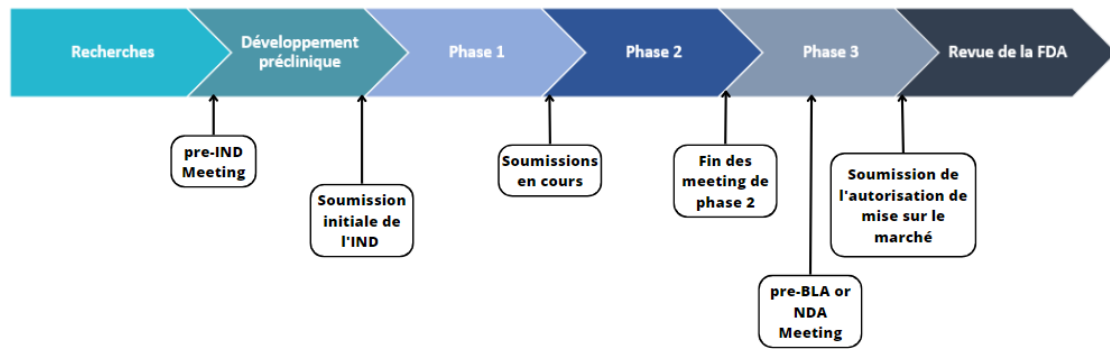 Recherches
Développement
préclinique
Phase 1
Phase 2
Phase 3
Revue de la FDA
pre-IND
Meeting
Soumission
initiale de
l'IND
Soumissions
en cours
Fin des
meeting de
phase 2
pre-BLA or
NDA
Meeting
Soumission de
l'autorisation de
mise sur le
marché